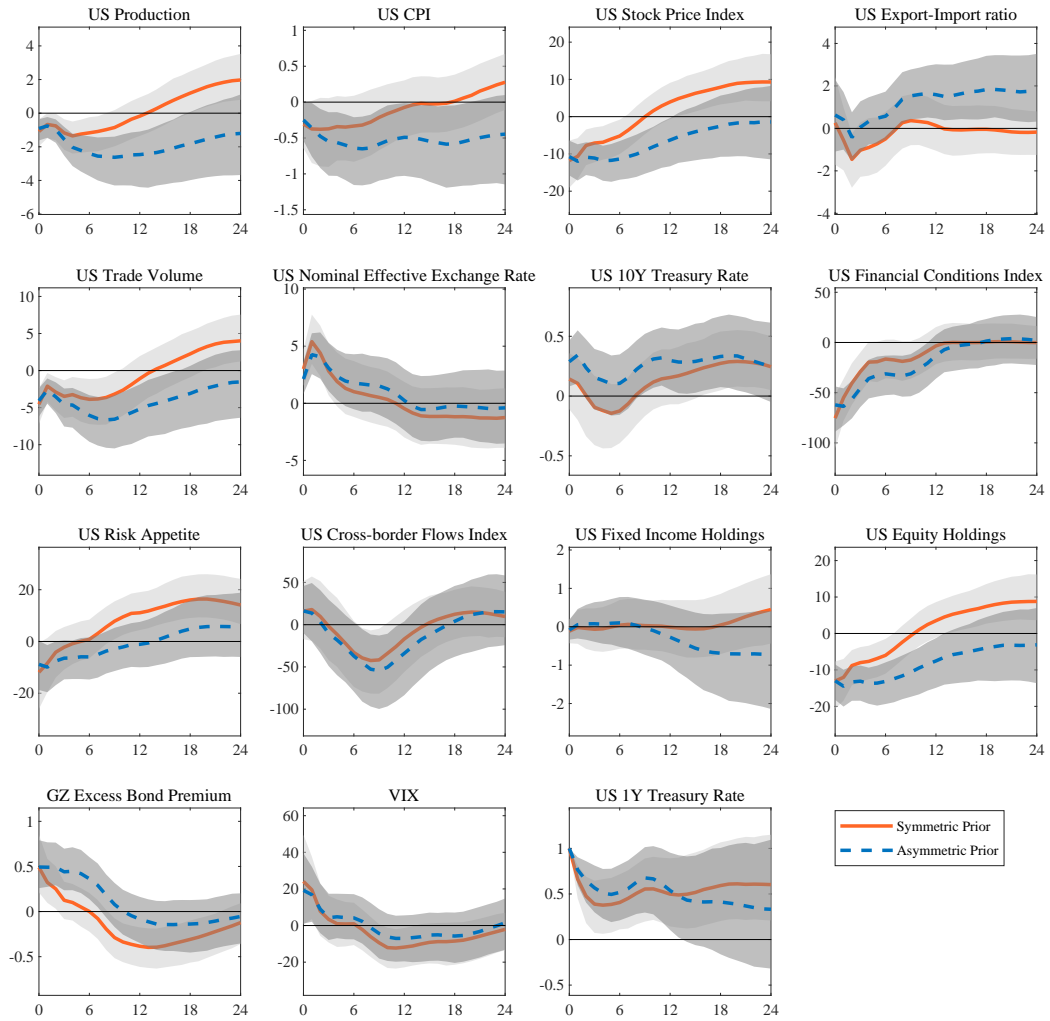 US Production
US CPI
US Stock Price Index
US Export-Import ratio
4
2
0
-2
-4
-6
0 6 12 18 24
1
0.5
0
-0.5
-1
-1.5
0 6 12 18 24
20
10
0
-10
-20
0 6 12 18 24
4
2
0
-2
-4
0 6 12 18 24
US Trade Volume
US Nominal Effective Exchange Rate
US 10Y Treasury Rate
US Financial Conditions Index
10
5
0
-5
-10
0 6 12 18 24
10
5
0
-5
0 6 12 18 24
0.5
0
-0.5
0 6 12 18 24
50
0
-50
-100
0 6 12 18 24
US Risk Appetite
US Cross-border Flows Index
US Fixed Income Holdings
US Equity Holdings
20
0
-20
0 6 12 18 24
50
0
-50
-100
0 6 12 18 24
2
1
0
-1
-2
0 6 12 18 24
20
10
0
-10
-20
0 6 12 18 24
GZ Excess Bond Premium
VIX
US 1Y Treasury Rate
1
0.5
0
-0.5
0 6 12 18 24
60
40
20
0
-20
0 6 12 18 24
1
0.5
0
-0.5
0 6 12 18 24
Symmetric Prior
Asymmetric Prior